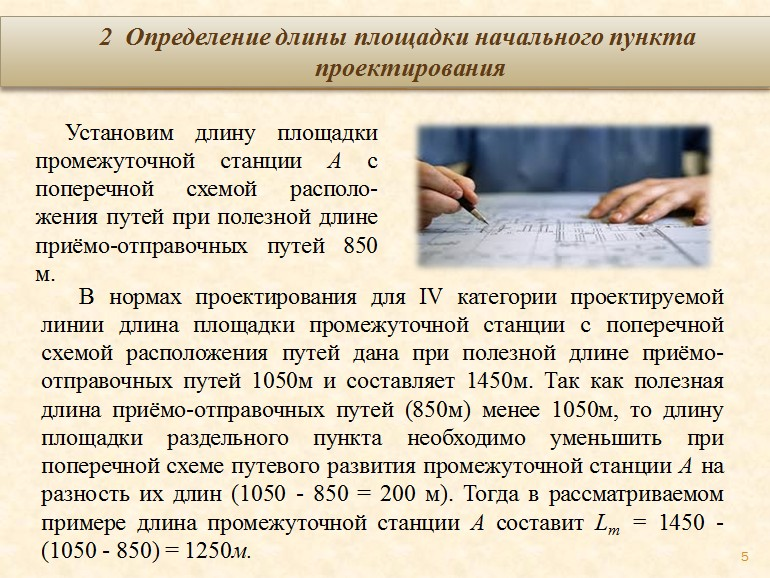 2 Определение длины площадки начального пункта
проектирования
Установим длину площадки
промежуточной станции А с
поперечной схемой располо-
жения путей при полезной длине
приёмо-отправочных путей 850
м.
В нормах проектирования для IV категории проектируемой
линии длина площадки промежуточной станции с поперечной
схемой расположения путей дана при полезной длине приёмо-
отправочных путей 1050м и составляет 1450м. Так как полезная
длина приёмо-отправочных путей (850м) менее 1050м, то длину
площадки раздельного пункта необходимо уменьшить при
поперечной схеме путевого развития промежуточной станции А на
разность их длин (1050 - 850 = 200 м). Тогда в рассматриваемом
примере длина промежуточной станции А составит Lm = 1450 -
(1050 - 850) = 1250м.
5